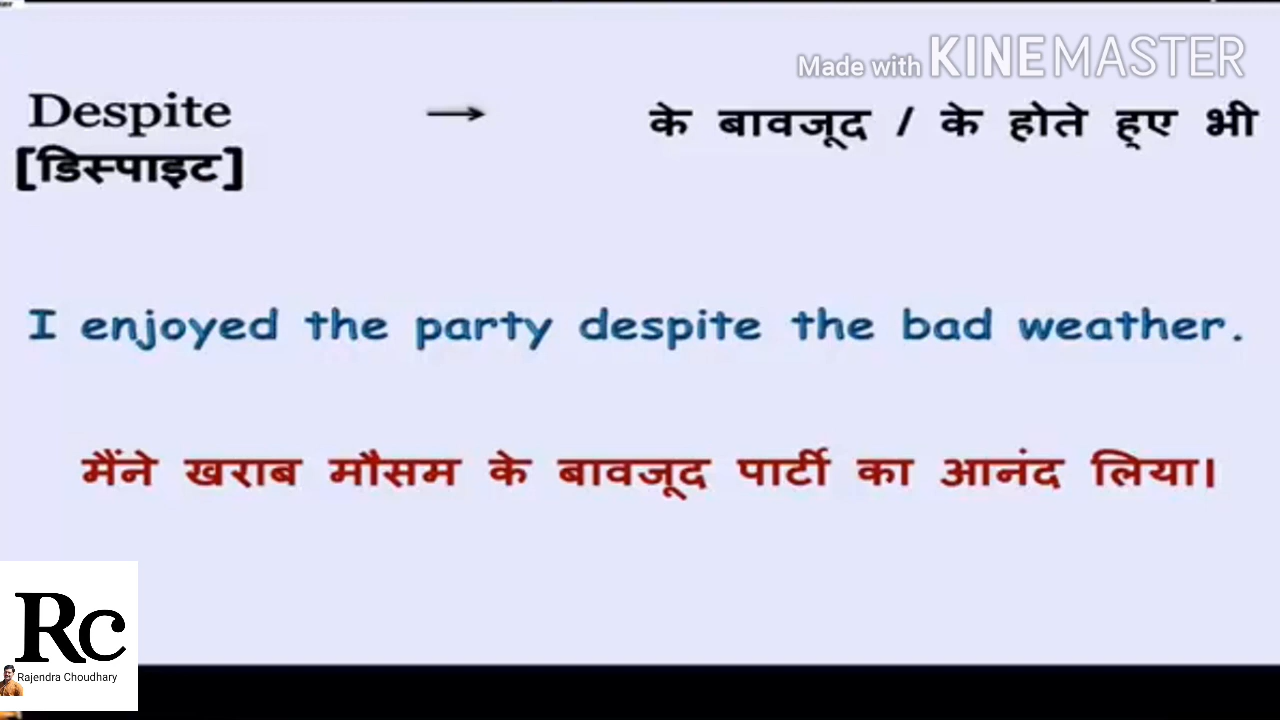 Made with KINEMASTER
Despite → के बावजूद / के होते हुए भी
[डिस्पाइट]
I enjoyed the party despite the bad weather.
मैंने खराब मौसम के बावजूद पार्टी का आनंद लिया।
Rc
Rajendra Choudhary